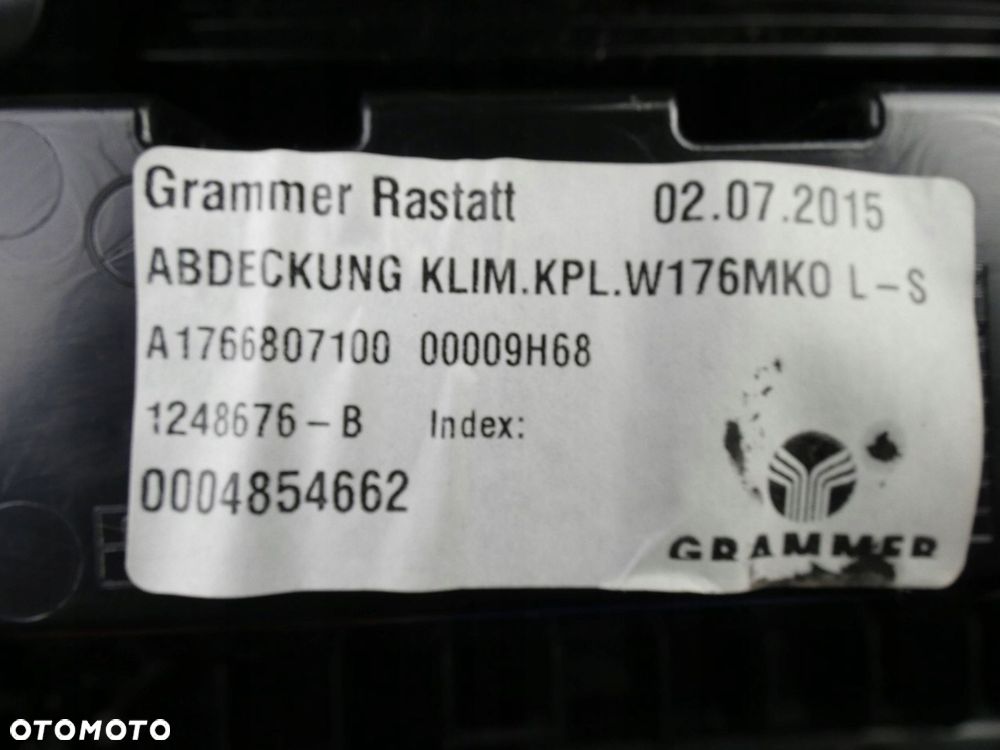 Grammer Rastatt 02.07.2015
ABDECKUNG KLIM.KPL.W176MKO L-S
A1766807100 00009H68
1248676-B Index:
0004854662
GRAMMER
OTOMOTO